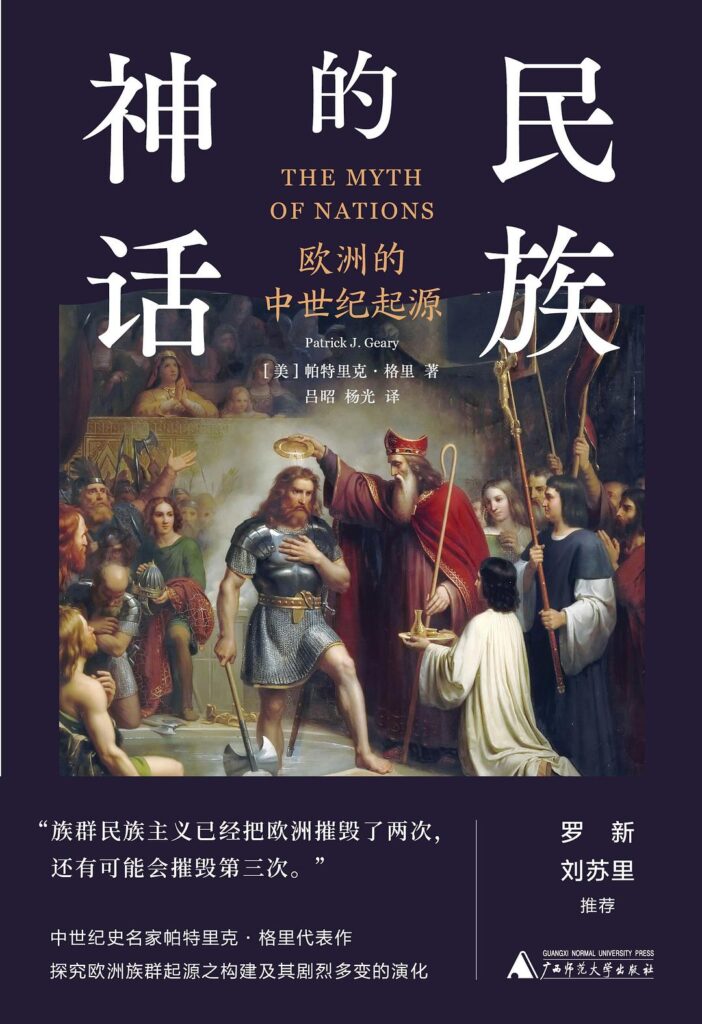 民族
的
神话
THE MYTH
OF NATIONS
欧洲的
中世纪起源
Patrick J. Geary
［美］帕特里克·格里 著
吕昭 杨光 译
“族群民族主义已经把欧洲摧毁了两次，
还有可能会摧毁第三次。”
中世纪史名家帕特里克·格里代表作
探究欧洲族群起源之构建及其剧烈多变的演化
罗 新
刘苏里
推荐
GUANGXI NORMAL UNIVERSITY PRESS
广西师范大学出版社